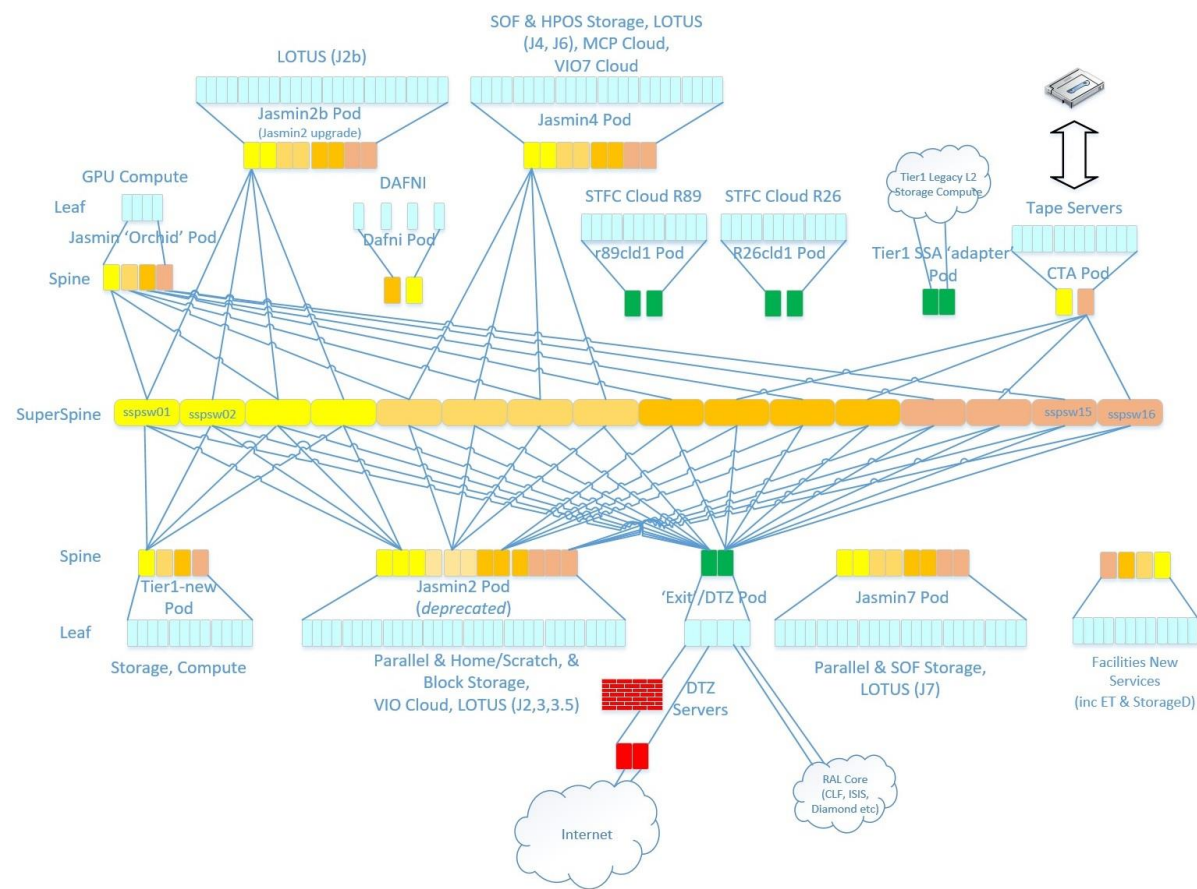 SOF & HPOS Storage, LOTUS
(J4, J6), MCP Cloud,
VIO7 Cloud
LOTUS (J2b)
Jasmin2b Pod
(Jasmin2 upgrade)
Jasmin4 Pod
GPU Compute
Leaf
Jasmin 'Orchid' Pod
Spine
DAFNI
Dafni Pod
STFC Cloud R89
r89cld1 Pod
STFC Cloud R26
R26cld1 Pod
Tier1 Legacy L2
Storage Compute
Tier1 SSA 'adapter'
Pod
Tape Servers
CTA Pod
SuperSpine
sspsw01
sspsw02
sspsw15
sspsw16
Spine
Tier1-new
Pod
Leaf
Storage, Compute
Jasmin2 Pod
(deprecated)
Parallel & Home/Scratch, &
Block Storage,
VIO Cloud, LOTUS (J2,3,3.5)
'Exit'/DTZ Pod
DTZ
Servers
Internet
RAL Core
(CLF, ISIS,
Diamond etc)
Jasmin7 Pod
Parallel & SOF Storage,
LOTUS (J7)
Facilities New
Services
(inc ET & StorageD)